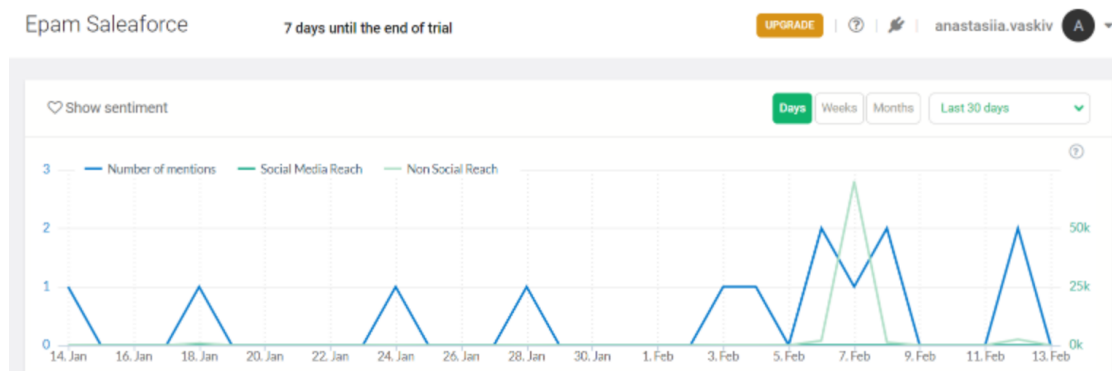 Epam Saleaforce
7 days until the end of trial
UPGRADE
anastasiia.vaskiv A
Show sentiment
Days Weeks Months Last 30 days
3 Number of mentions Social Media Reach Non Social Reach
2 50k
1 25k
0 0k
14. Jan 16. Jan 18. Jan 20. Jan 22. Jan 24. Jan 26. Jan 28. Jan 30. Jan 1. Feb 3. Feb 5. Feb 7. Feb 9. Feb 11. Feb 13. Feb